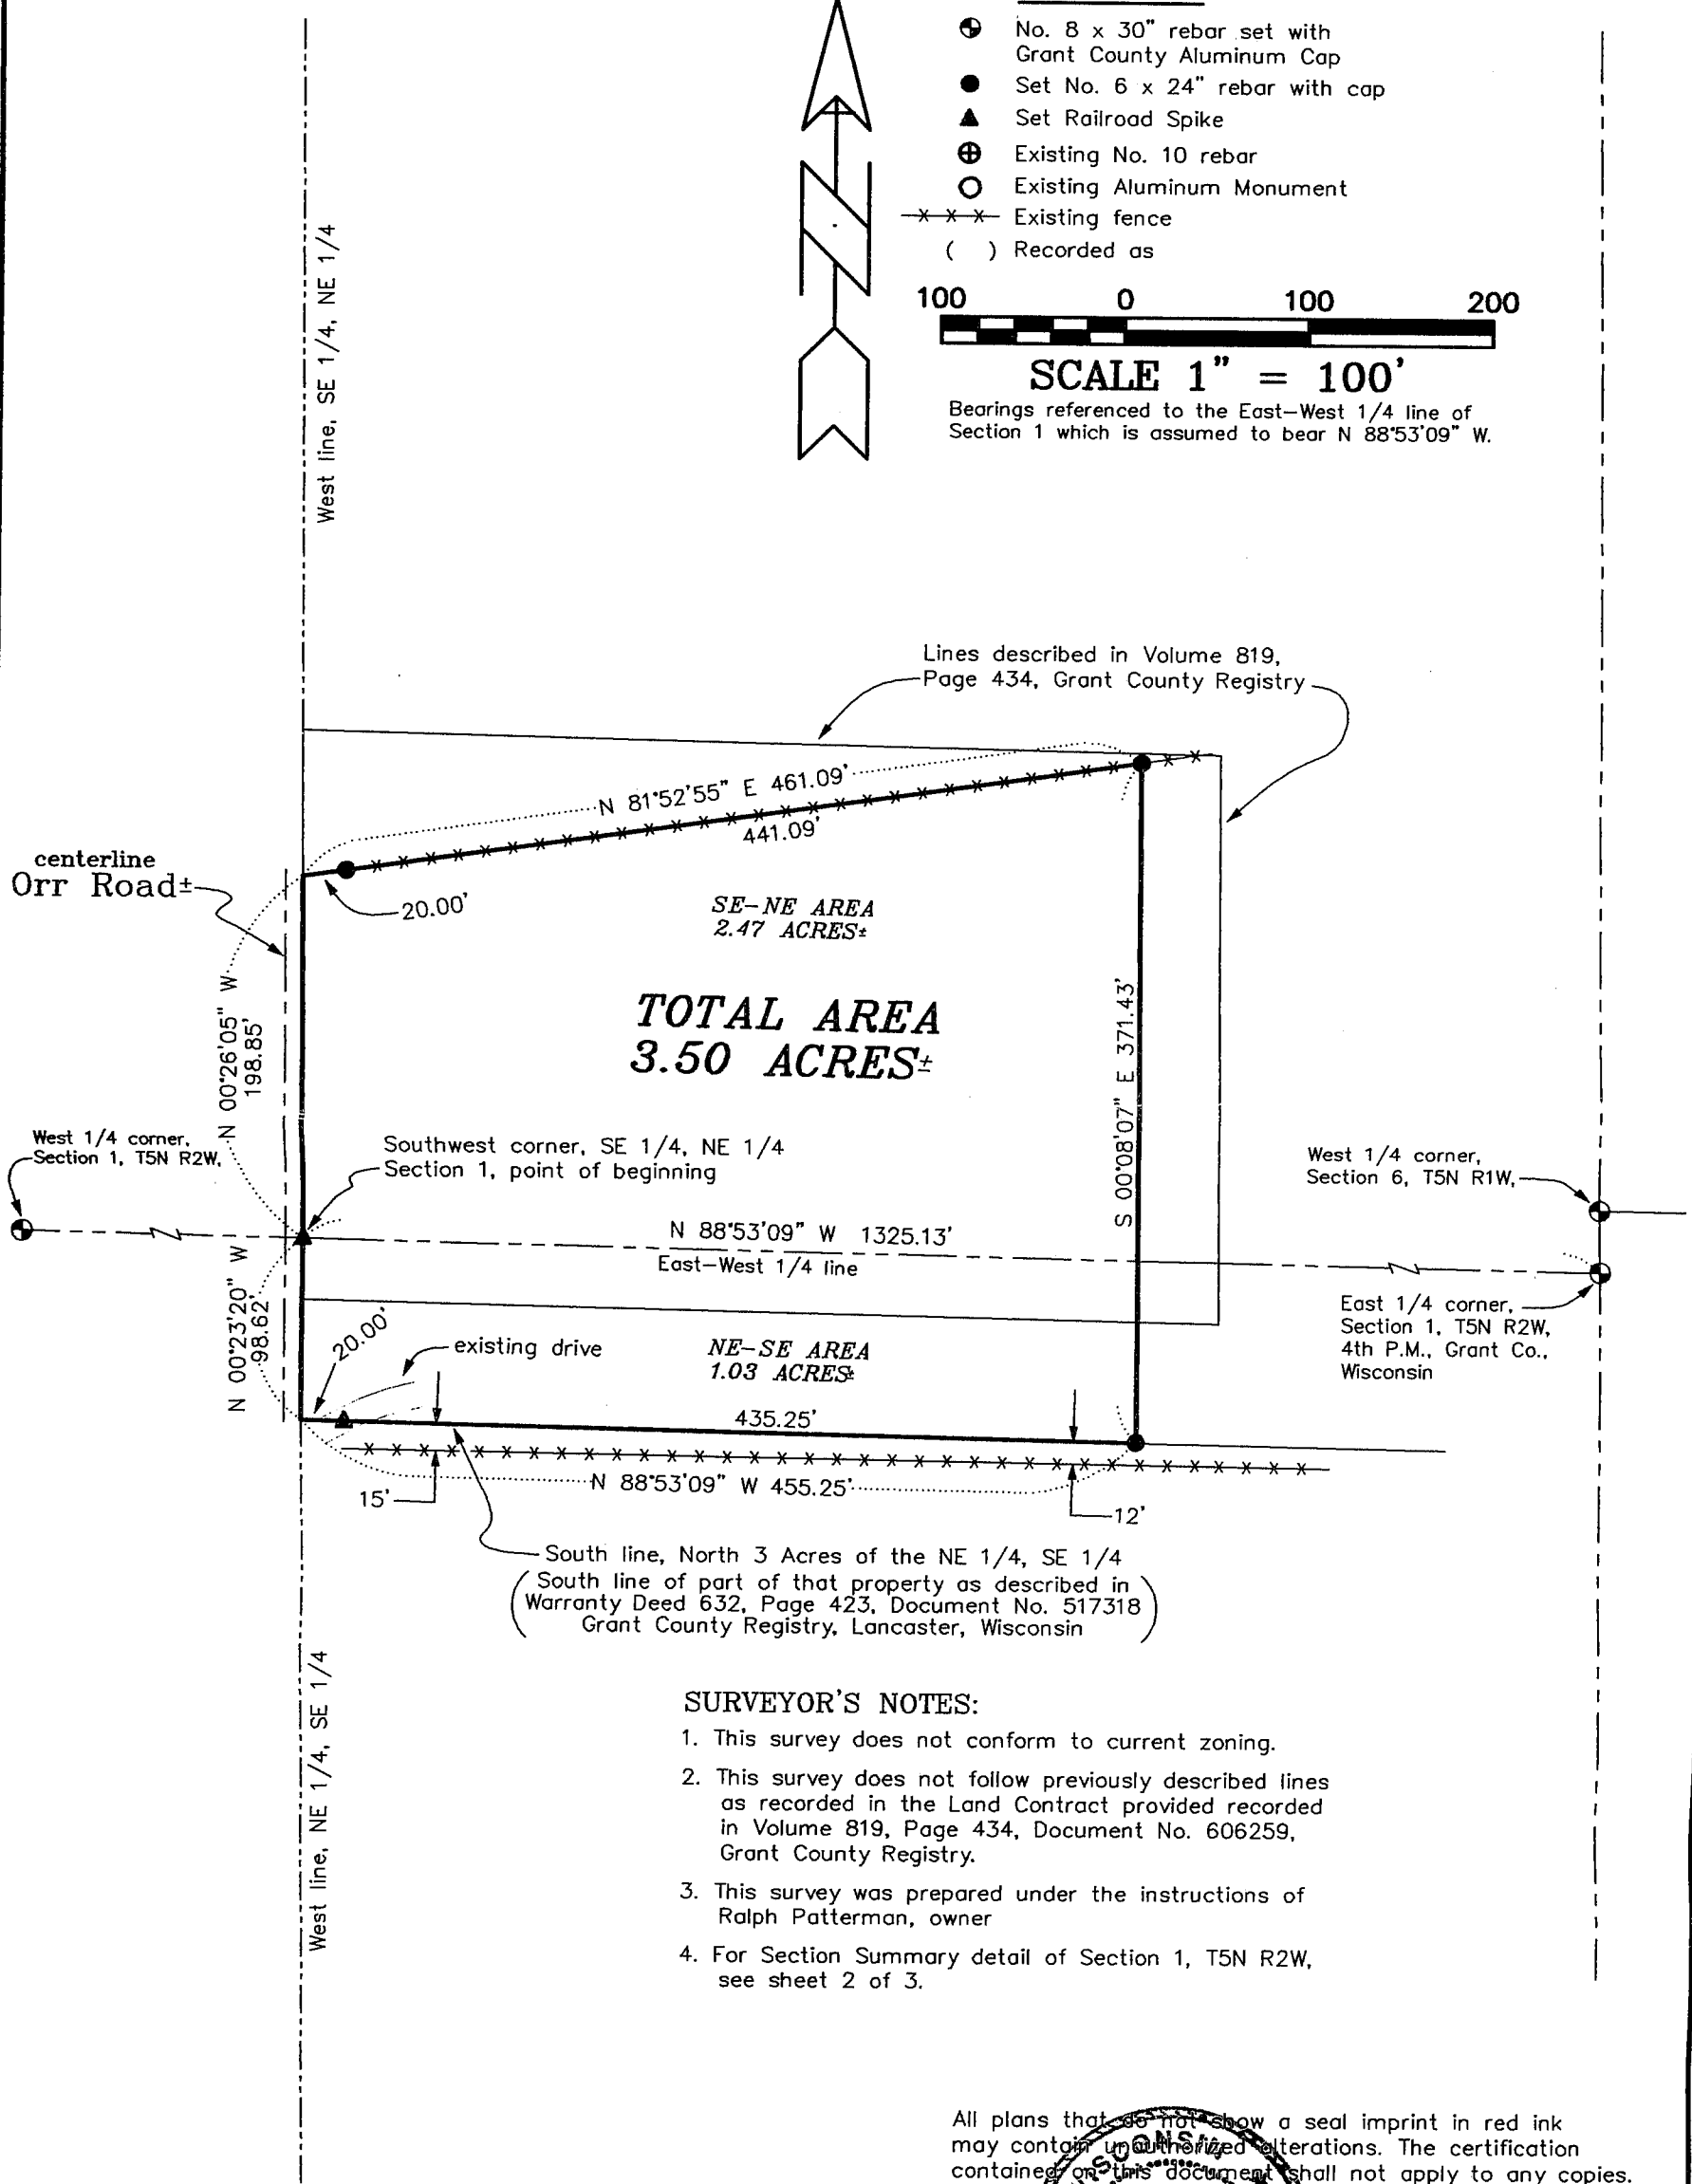 No. 8 x 30" rebar set with
Grant County Aluminum Cap
Set No. 6 x 24" rebar with cap
Set Railroad Spike
Existing No. 10 rebar
Existing Aluminum Monument
Existing fence
( ) Recorded as
100 0 100 200
SCALE 1" = 100'
Bearings referenced to the East-West 1/4 line of
Section 1 which is assumed to bear N 88°53'09" W.
West line, SE 1/4, NE 1/4
Lines described in Volume 819,
Page 434, Grant County Registry
N 81°52'55" E 461.09'
441.09'
centerline
Orr Road±
20.00'
SE-NE AREA
2.47 ACRES±
TOTAL AREA
3.50 ACRES±
N 00°26'05" W
198.85'
S 00°08'07" E 371.43'
West 1/4 corner,
Section 1, T5N R2W,
Southwest corner, SE 1/4, NE 1/4
Section 1, point of beginning
West 1/4 corner,
Section 6, T5N R1W,
N 88°53'09" W 1325.13'
East-West 1/4 line
N 00°23'20" W
98.62'
East 1/4 corner,
Section 1, T5N R2W,
4th P.M., Grant Co.,
Wisconsin
20.00'
existing drive
NE-SE AREA
1.03 ACRES±
435.25'
N 88°53'09" W 455.25'
15'
12'
South line, North 3 Acres of the NE 1/4, SE 1/4
(South line of part of that property as described in
Warranty Deed 632, Page 423, Document No. 517318
Grant County Registry, Lancaster, Wisconsin)
West line, NE 1/4, SE 1/4
SURVEYOR'S NOTES:
1. This survey does not conform to current zoning.
2. This survey does not follow previously described lines
as recorded in the Land Contract provided recorded
in Volume 819, Page 434, Document No. 606259,
Grant County Registry.
3. This survey was prepared under the instructions of
Ralph Patterman, owner
4. For Section Summary detail of Section 1, T5N R2W,
see sheet 2 of 3.
All plans that do not show a seal imprint in red ink
may contain unauthorized alterations. The certification
contained on this document shall not apply to any copies.